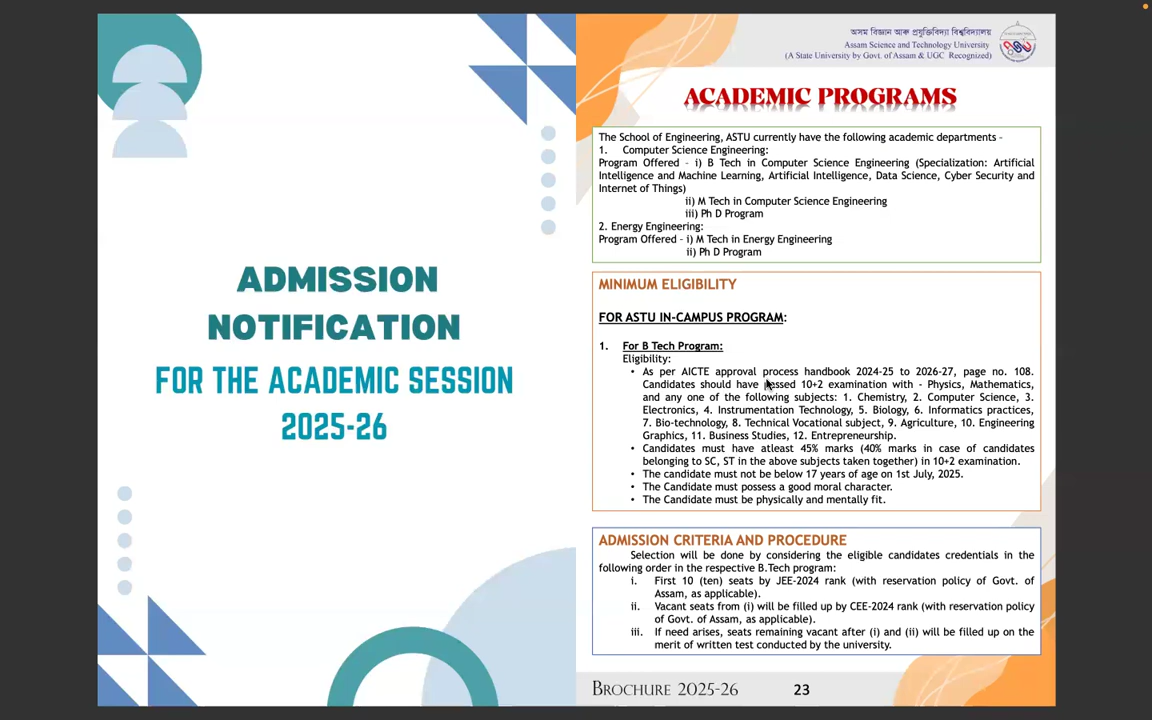 ADMISSION
NOTIFICATION
FOR THE ACADEMIC SESSION
2025-26
অসম বিজ্ঞান আৰু প্ৰযুক্তিবিদ্যা বিশ্ববিদ্যালয়
Assam Science and Technology University
(A State University by Govt. of Assam & UGC Recognized)
ACADEMIC PROGRAMS
The School of Engineering, ASTU currently have the following academic departments –
1. Computer Science Engineering:
Program Offered – i) B Tech in Computer Science Engineering (Specialization: Artificial
Intelligence and Machine Learning, Artificial Intelligence, Data Science, Cyber Security and
Internet of Things)
ii) M Tech in Computer Science Engineering
iii) Ph D Program
2. Energy Engineering:
Program Offered – i) M Tech in Energy Engineering
ii) Ph D Program
MINIMUM ELIGIBILITY
FOR ASTU IN-CAMPUS PROGRAM:
1. For B Tech Program:
Eligibility:
• As per AICTE approval process handbook 2024-25 to 2026-27, page no. 108.
Candidates should have passed 10+2 examination with - Physics, Mathematics,
and any one of the following subjects: 1. Chemistry, 2. Computer Science, 3.
Electronics, 4. Instrumentation Technology, 5. Biology, 6. Informatics practices,
7. Bio-technology, 8. Technical Vocational subject, 9. Agriculture, 10. Engineering
Graphics, 11. Business Studies, 12. Entrepreneurship.
• Candidates must have atleast 45% marks (40% marks in case of candidates
belonging to SC, ST in the above subjects taken together) in 10+2 examination.
• The candidate must not be below 17 years of age on 1st July, 2025.
• The Candidate must possess a good moral character.
• The Candidate must be physically and mentally fit.
ADMISSION CRITERIA AND PROCEDURE
Selection will be done by considering the eligible candidates credentials in the
following order in the respective B.Tech program:
i. First 10 (ten) seats by JEE-2024 rank (with reservation policy of Govt. of
Assam, as applicable).
ii. Vacant seats from (i) will be filled up by CEE-2024 rank (with reservation policy
of Govt. of Assam, as applicable).
iii. If need arises, seats remaining vacant after (i) and (ii) will be filled up on the
merit of written test conducted by the university.
BROCHURE 2025-26 23